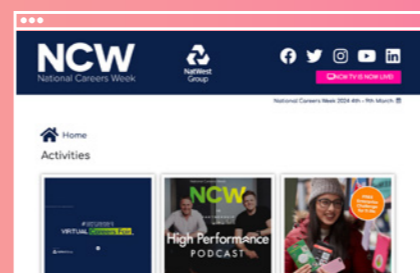 NCW
National Careers Week
NatWest
Group
NCW TV IS NOW LIVE!
National Careers Week 2024 4th - 9th March
Home
Activities
VIRTUAL Careers Fair.
NCW
High Performance
PODCAST